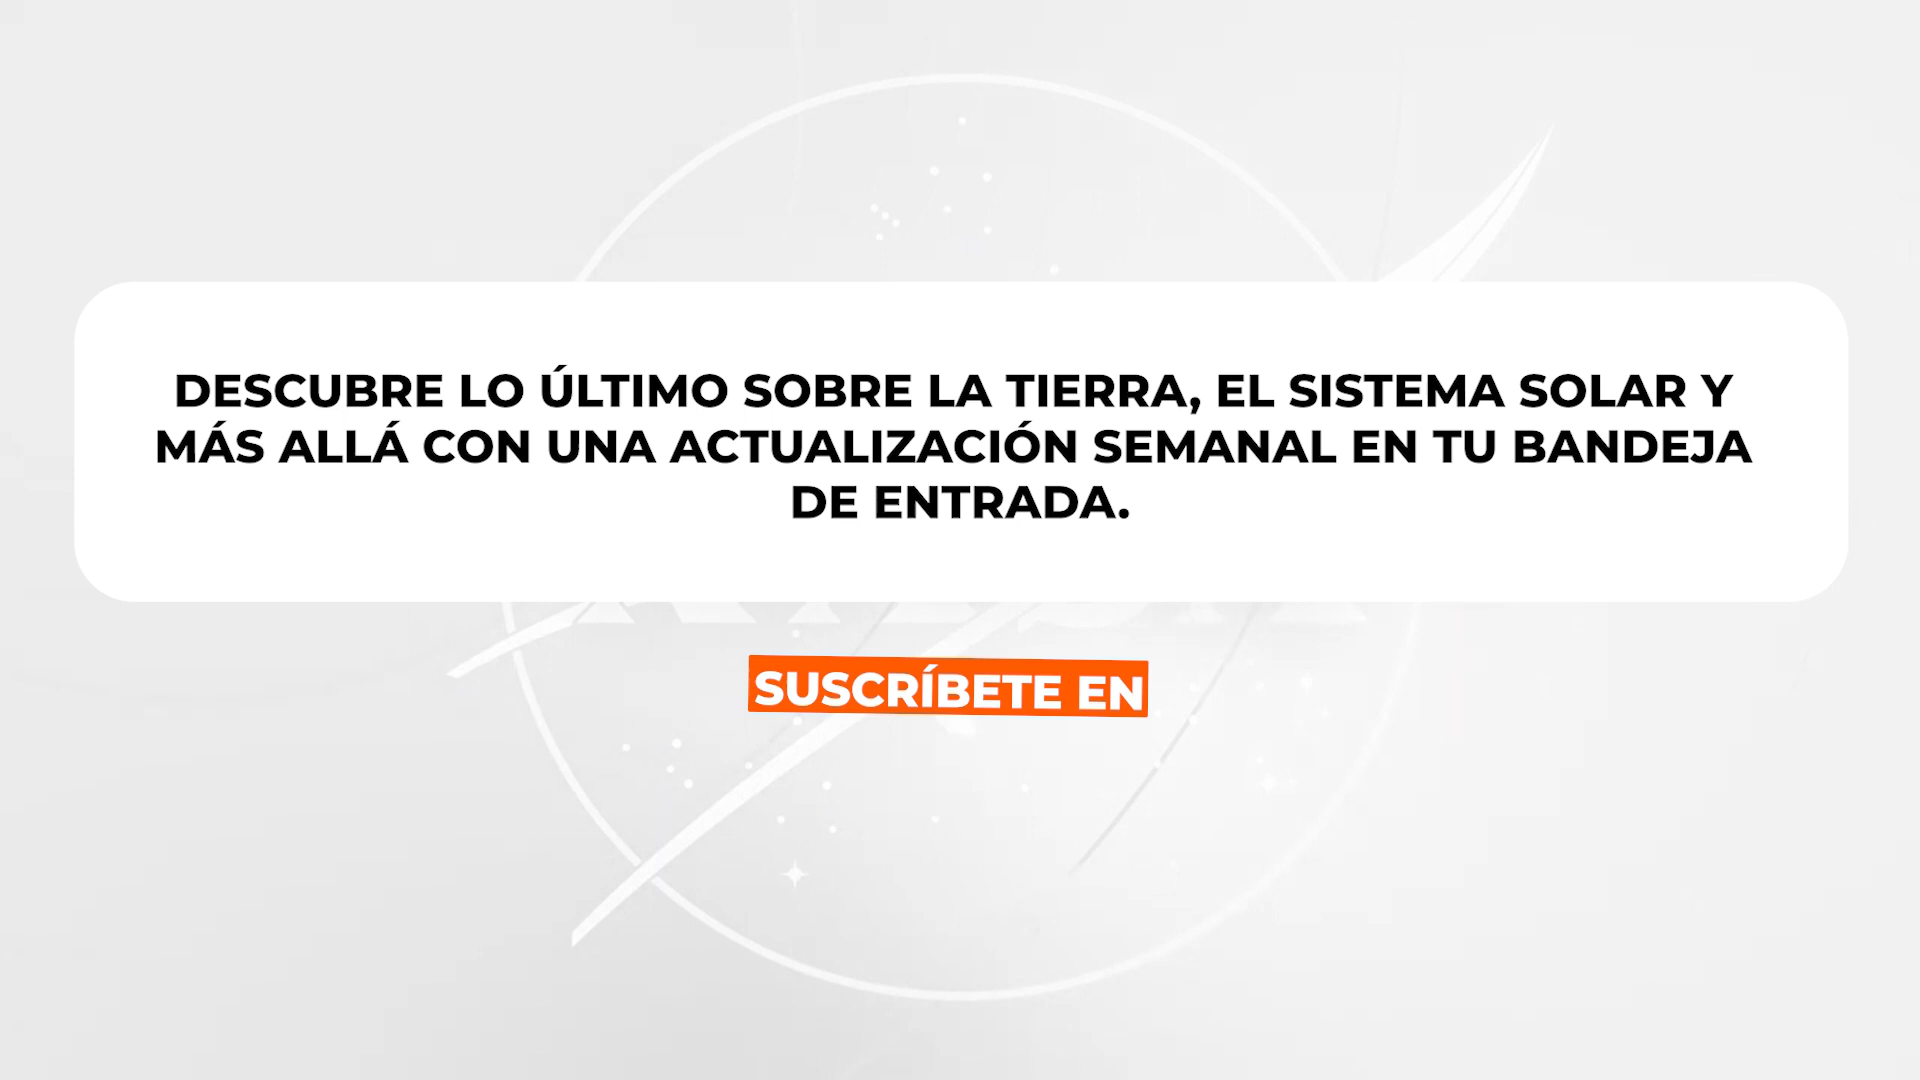 DESCUBRE LO ÚLTIMO SOBRE LA TIERRA, EL SISTEMA SOLAR Y
MÁS ALLÁ CON UNA ACTUALIZACIÓN SEMANAL EN TU BANDEJA
DE ENTRADA.
SUSCRÍBETE EN